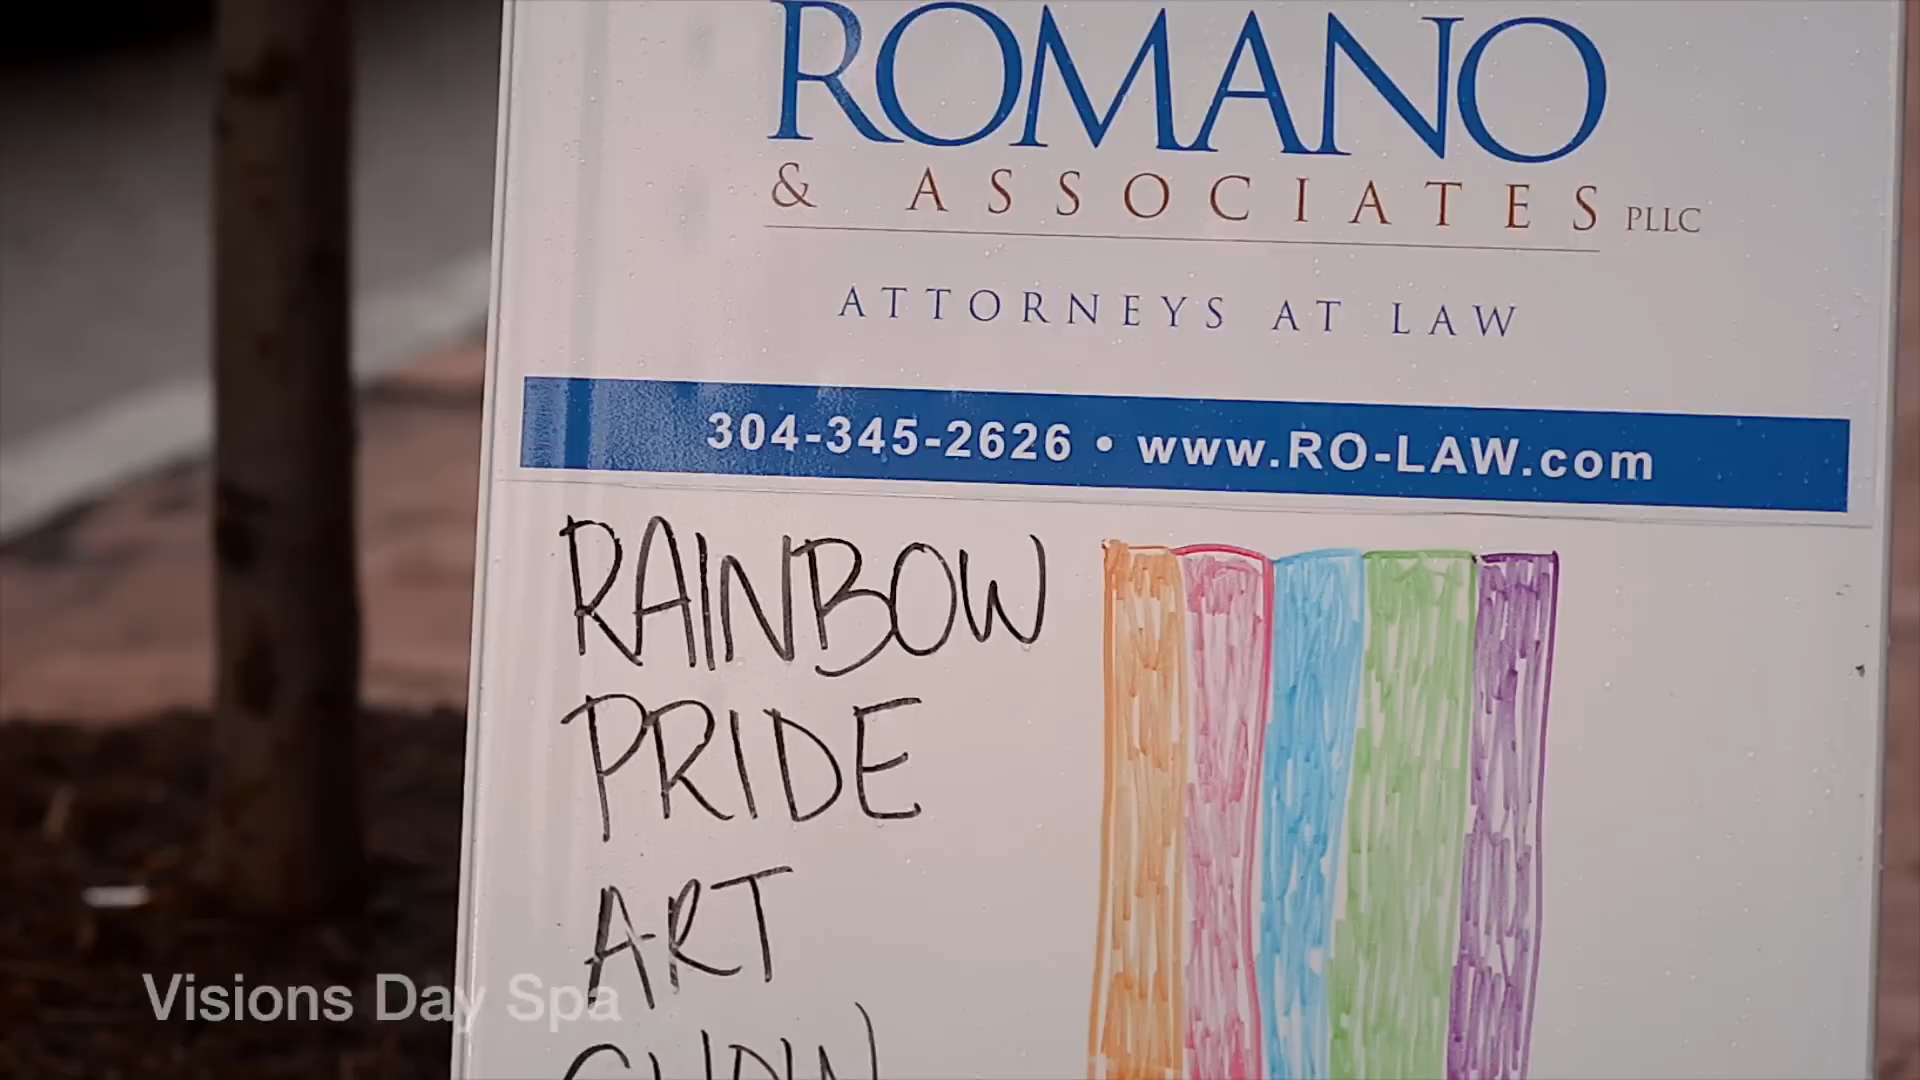 ROMANO
& ASSOCIATES PLLC
ATTORNEYS AT LAW
304-345-2626 • www.RO-LAW.com
RAINBOW
PRIDE
ART
Visions Day Spa